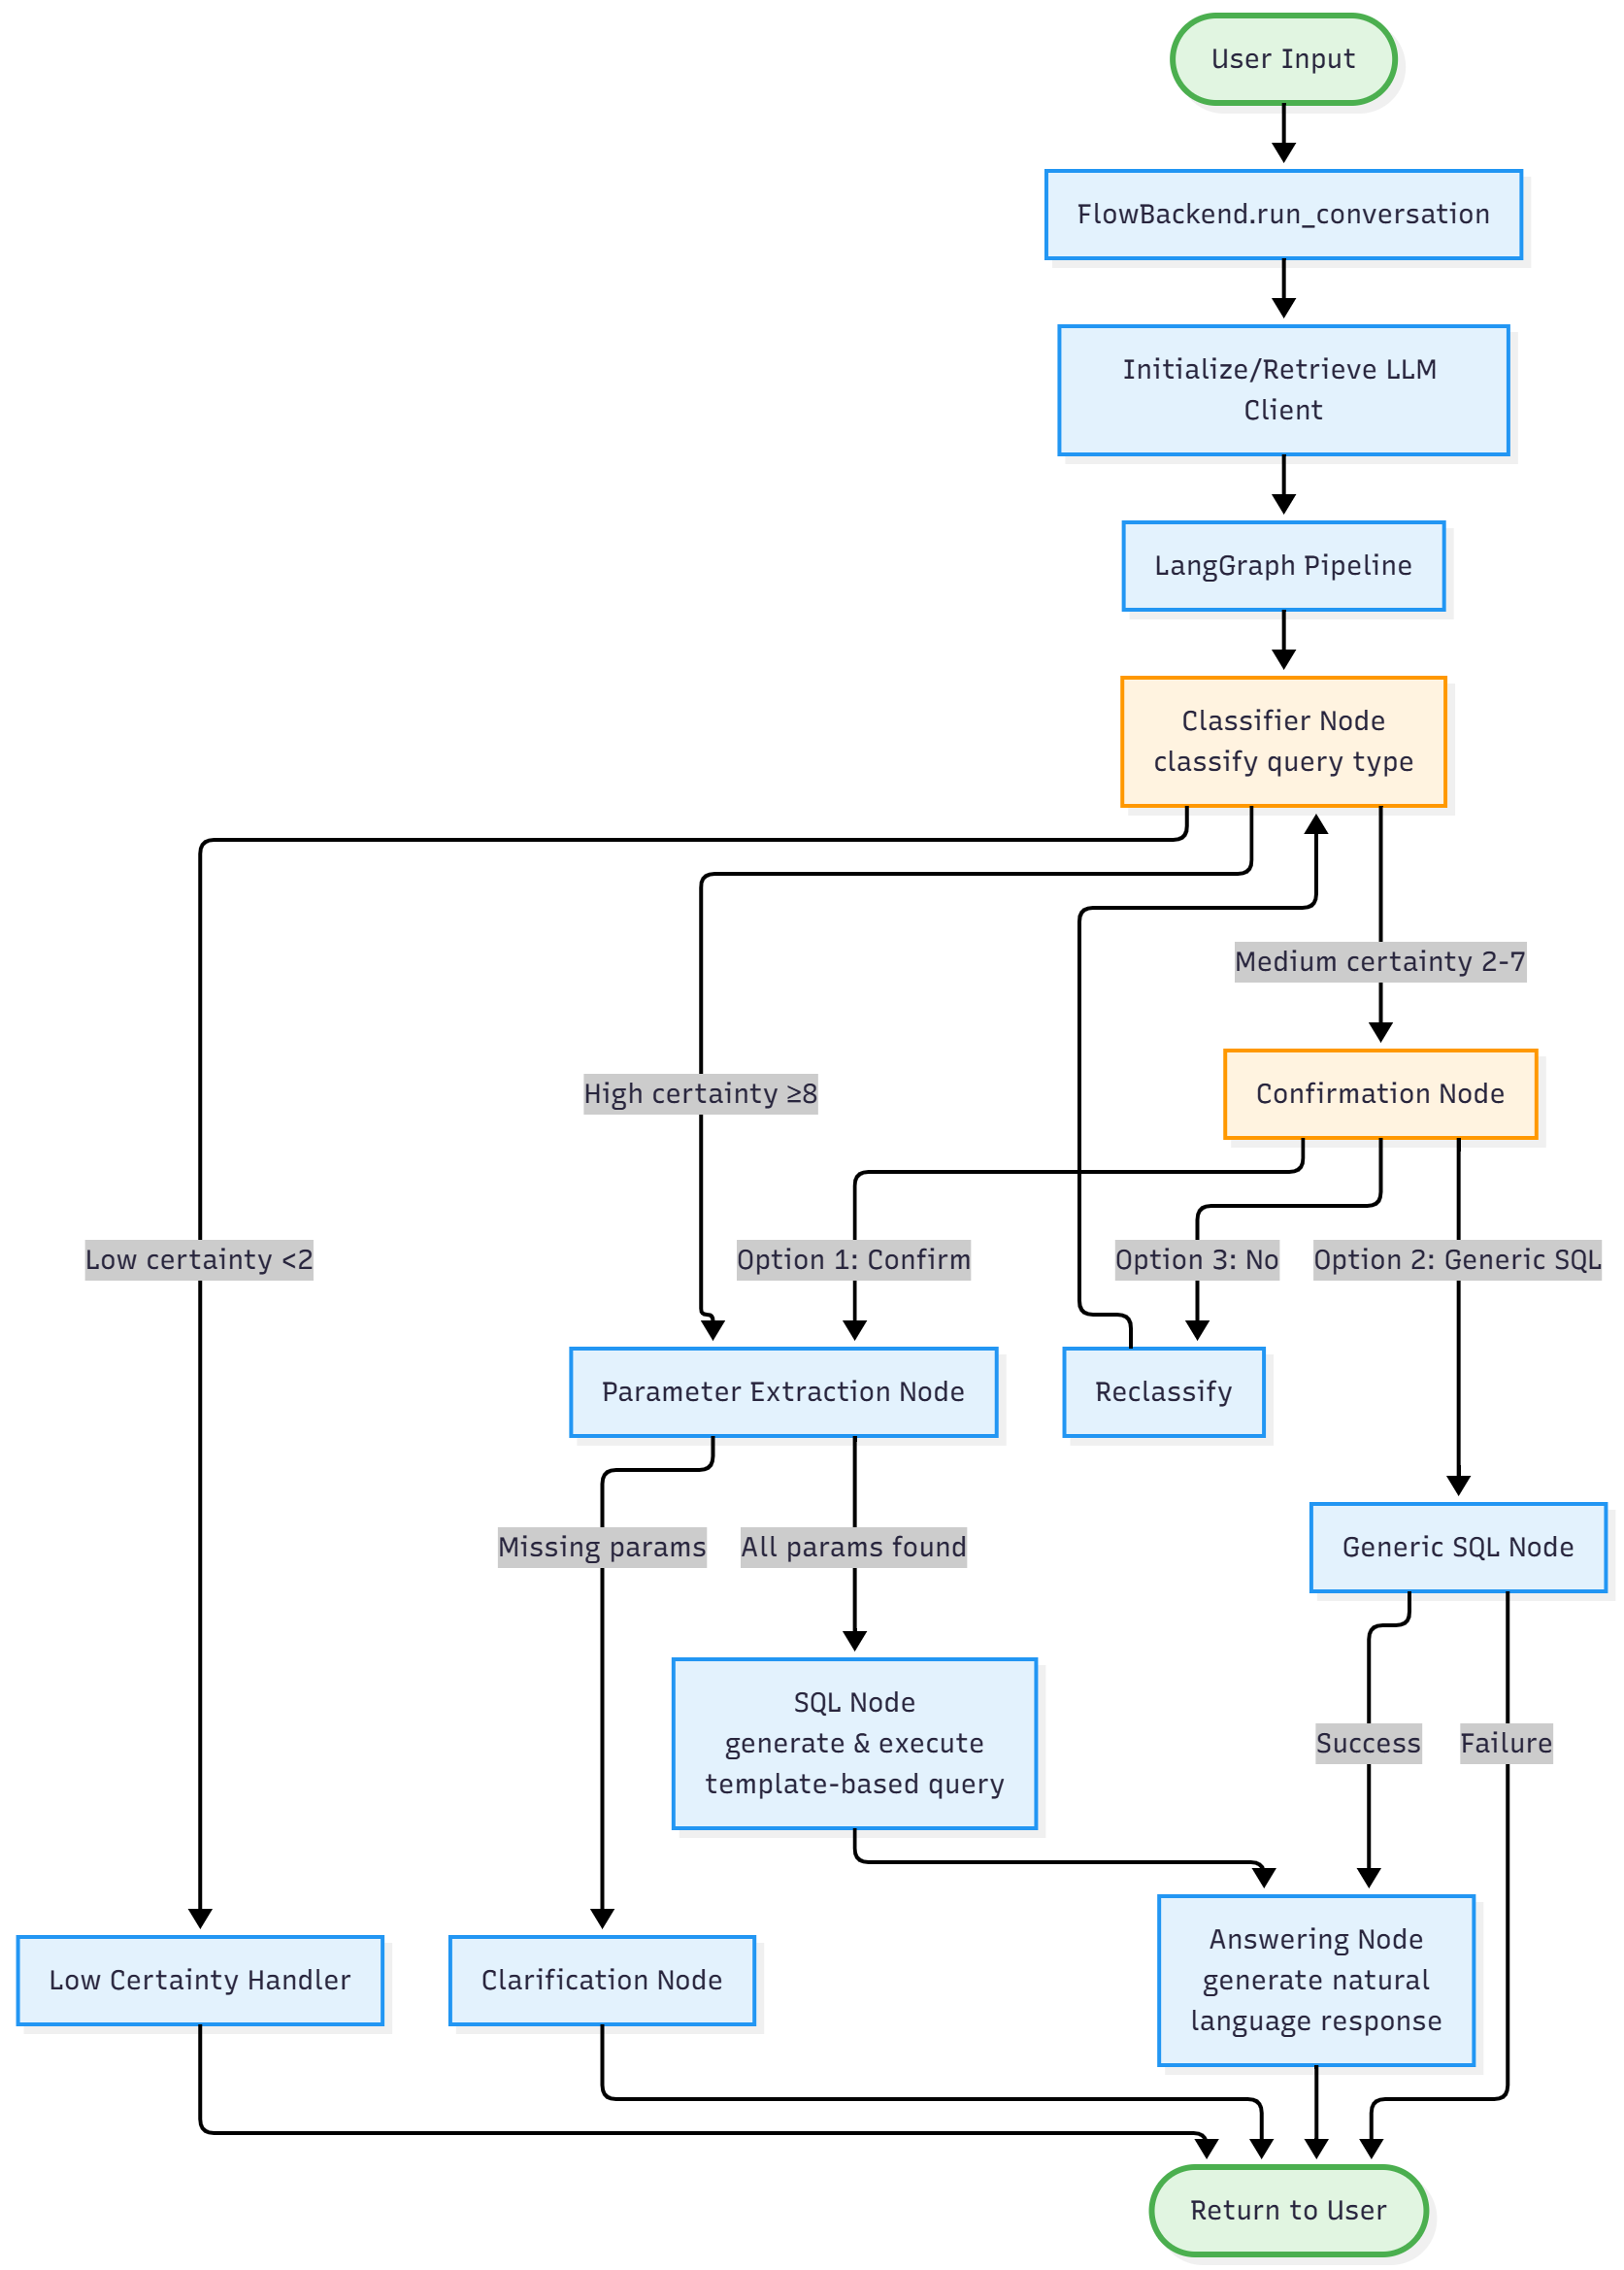 User Input
FlowBackend.run_conversation
Initialize/Retrieve LLM
Client
LangGraph Pipeline
Classifier Node
classify query type
Medium certainty 2-7
High certainty ≥8
Confirmation Node
Low certainty <2
Option 1: Confirm
Option 3: No
Option 2: Generic SQL
Parameter Extraction Node
Reclassify
Missing params
All params found
Generic SQL Node
SQL Node
generate & execute
template-based query
Success
Failure
Low Certainty Handler
Clarification Node
Answering Node
generate natural
language response
Return to User